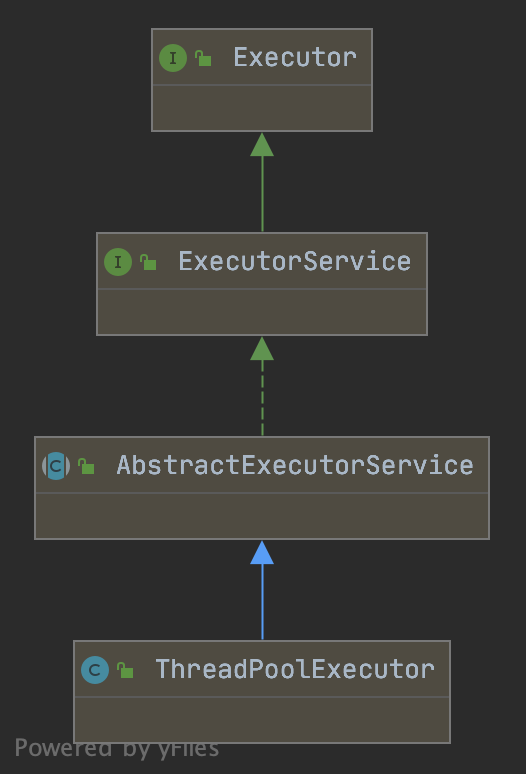 I Executor
I ExecutorService
C AbstractExecutorService
C ThreadPoolExecutor
Powered by yFiles